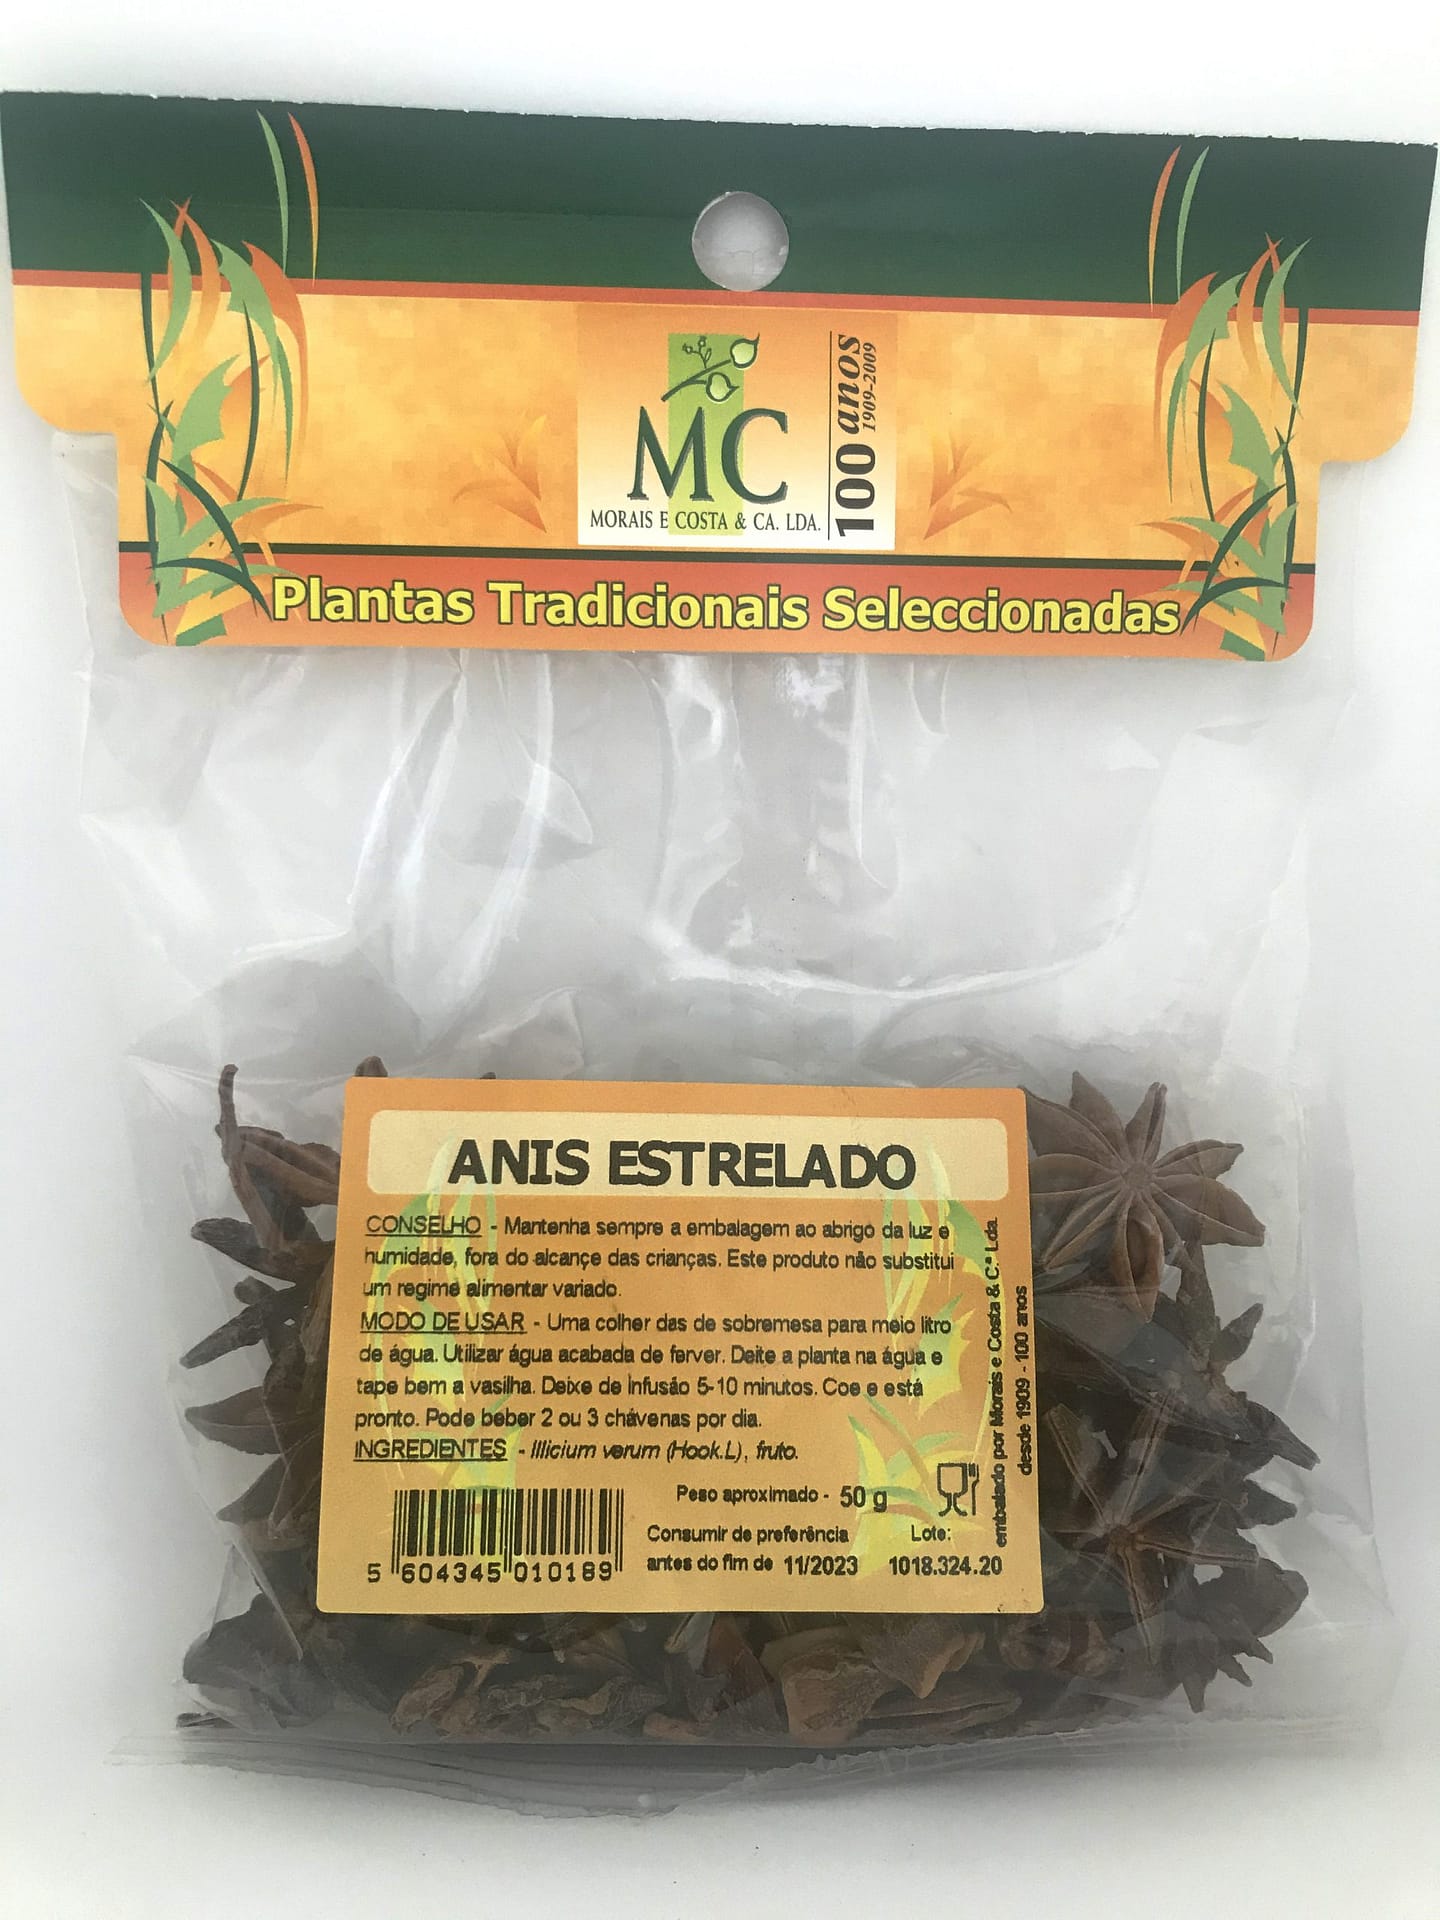 MC
MORAIS E COSTA & CA. LDA.
100 anos
1909-2009
Plantas Tradicionais Seleccionadas
ANIS ESTRELADO
CONSELHO - Mantenha sempre a embalagem ao abrigo da luz e
humidade, fora do alcance das crianças. Este produto não substitui
um regime alimentar variado.
MODO DE USAR - Uma colher das de sobremesa para meio litro
de água. Utilizar água acabada de ferver. Deite a planta na água e
tape bem a vasilha. Deixe de infusão 5-10 minutos. Coe e está
pronto. Pode beber 2 ou 3 chávenas por dia.
INGREDIENTES - Illicium verum (Hook.L), fruto.
Peso aproximado - 50 g
Consumir de preferência
antes do fim de 11/2023
Lote:
1018.324.20
5 604345 010189
embalado por Morais e Costa & C.ª Lda.
desde 1909 - 100 anos